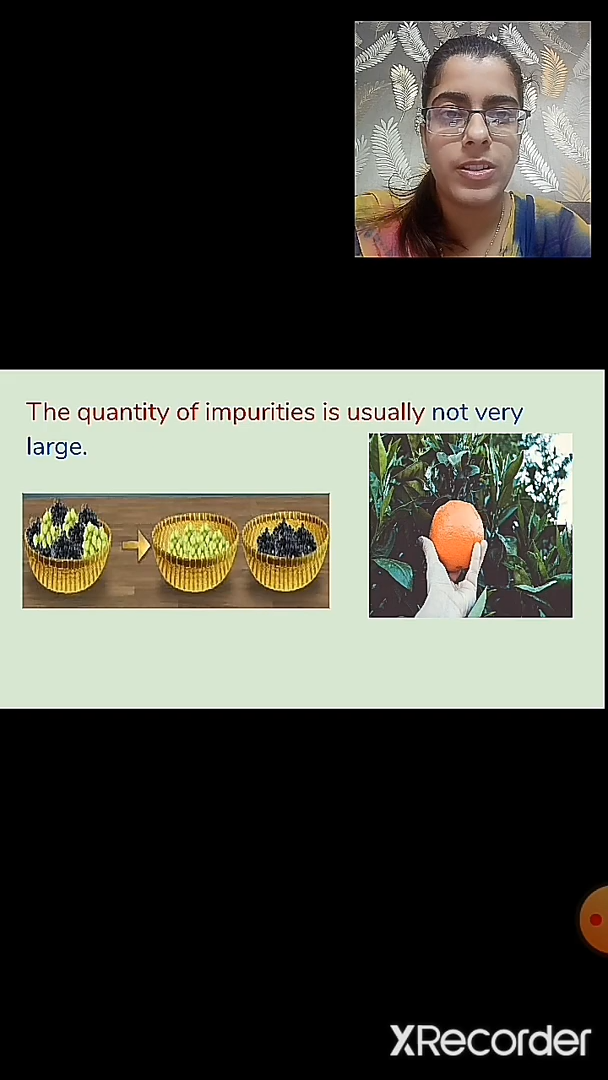 The quantity of impurities is usually not very
large.
XRecorder